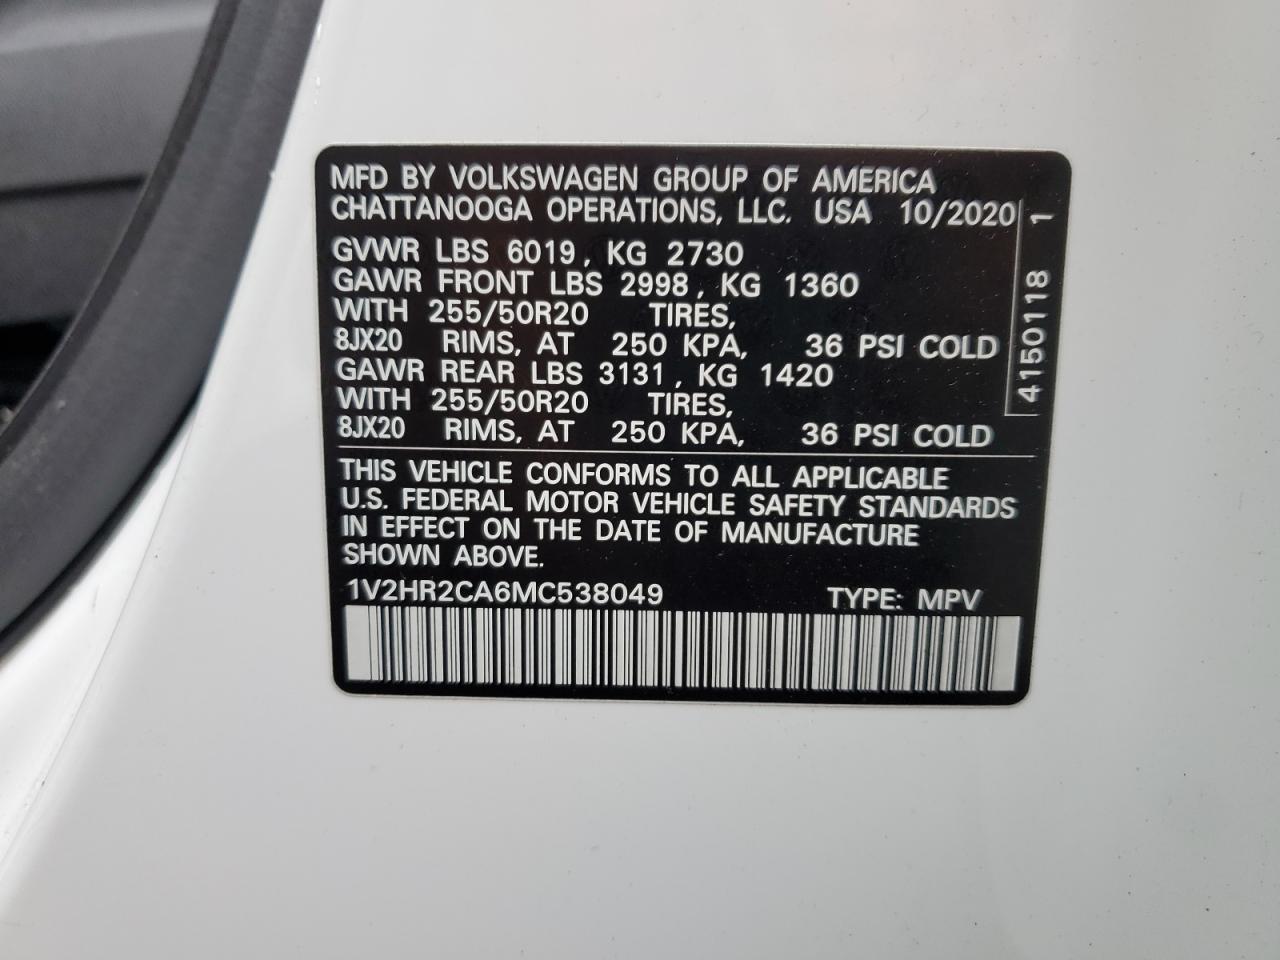 MFD BY VOLKSWAGEN GROUP OF AMERICA
CHATTANOOGA OPERATIONS, LLC. USA 10/2020
GVWR LBS 6019, KG 2730
GAWR FRONT LBS 2998, KG 1360
WITH 255/50R20 TIRES,
8JX20 RIMS, AT 250 KPA, 36 PSI COLD
GAWR REAR LBS 3131, KG 1420
WITH 255/50R20 TIRES,
8JX20 RIMS, AT 250 KPA, 36 PSI COLD
4150118 1
THIS VEHICLE CONFORMS TO ALL APPLICABLE
U.S. FEDERAL MOTOR VEHICLE SAFETY STANDARDS
IN EFFECT ON THE DATE OF MANUFACTURE
SHOWN ABOVE.
1V2HR2CA6MC538049 TYPE: MPV